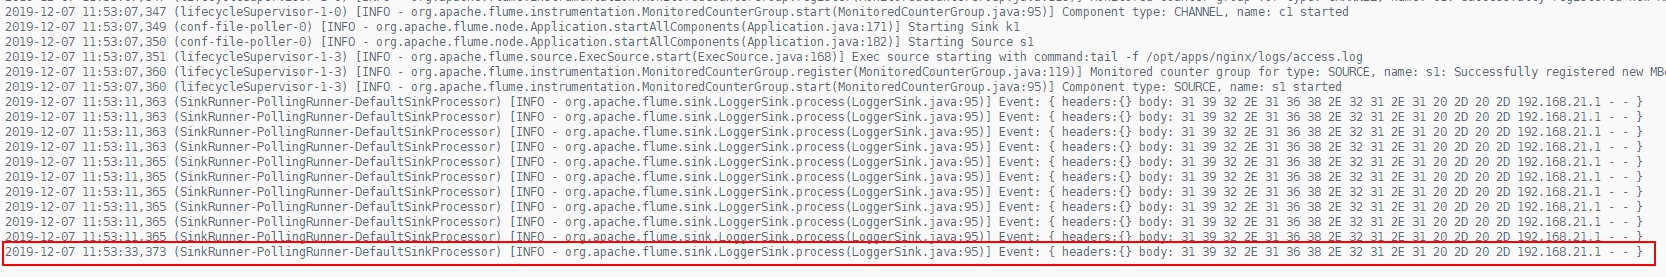 2019-12-07 11:53:07,347 (lifecycleSupervisor-1-0) [INFO - org.apache.flume.instrumentation.MonitoredCounterGroup.start(MonitoredCounterGroup.java:95)] Component type: CHANNEL, name: c1 started
2019-12-07 11:53:07,349 (conf-file-poller-0) [INFO - org.apache.flume.node.Application.startAllComponents(Application.java:171)] Starting Sink k1
2019-12-07 11:53:07,350 (conf-file-poller-0) [INFO - org.apache.flume.node.Application.startAllComponents(Application.java:182)] Starting Source s1
2019-12-07 11:53:07,351 (lifecycleSupervisor-1-3) [INFO - org.apache.flume.source.ExecSource.start(ExecSource.java:168)] Exec source starting with command:tail -f /opt/apps/nginx/logs/access.log
2019-12-07 11:53:07,360 (lifecycleSupervisor-1-3) [INFO - org.apache.flume.instrumentation.MonitoredCounterGroup.register(MonitoredCounterGroup.java:119)] Monitored counter group for type: SOURCE, name: s1: Successfully registered new MB
2019-12-07 11:53:07,360 (lifecycleSupervisor-1-3) [INFO - org.apache.flume.instrumentation.MonitoredCounterGroup.start(MonitoredCounterGroup.java:95)] Component type: SOURCE, name: s1 started
2019-12-07 11:53:11,363 (SinkRunner-PollingRunner-DefaultSinkProcessor) [INFO - org.apache.flume.sink.LoggerSink.process(LoggerSink.java:95)] Event: { headers:{} body: 31 39 32 2E 31 36 38 2E 32 31 2E 31 20 2D 20 2D 192.168.21.1 - - }
2019-12-07 11:53:11,363 (SinkRunner-PollingRunner-DefaultSinkProcessor) [INFO - org.apache.flume.sink.LoggerSink.process(LoggerSink.java:95)] Event: { headers:{} body: 31 39 32 2E 31 36 38 2E 32 31 2E 31 20 2D 20 2D 192.168.21.1 - - }
2019-12-07 11:53:11,363 (SinkRunner-PollingRunner-DefaultSinkProcessor) [INFO - org.apache.flume.sink.LoggerSink.process(LoggerSink.java:95)] Event: { headers:{} body: 31 39 32 2E 31 36 38 2E 32 31 2E 31 20 2D 20 2D 192.168.21.1 - - }
2019-12-07 11:53:11,363 (SinkRunner-PollingRunner-DefaultSinkProcessor) [INFO - org.apache.flume.sink.LoggerSink.process(LoggerSink.java:95)] Event: { headers:{} body: 31 39 32 2E 31 36 38 2E 32 31 2E 31 20 2D 20 2D 192.168.21.1 - - }
2019-12-07 11:53:11,365 (SinkRunner-PollingRunner-DefaultSinkProcessor) [INFO - org.apache.flume.sink.LoggerSink.process(LoggerSink.java:95)] Event: { headers:{} body: 31 39 32 2E 31 36 38 2E 32 31 2E 31 20 2D 20 2D 192.168.21.1 - - }
2019-12-07 11:53:11,365 (SinkRunner-PollingRunner-DefaultSinkProcessor) [INFO - org.apache.flume.sink.LoggerSink.process(LoggerSink.java:95)] Event: { headers:{} body: 31 39 32 2E 31 36 38 2E 32 31 2E 31 20 2D 20 2D 192.168.21.1 - - }
2019-12-07 11:53:11,365 (SinkRunner-PollingRunner-DefaultSinkProcessor) [INFO - org.apache.flume.sink.LoggerSink.process(LoggerSink.java:95)] Event: { headers:{} body: 31 39 32 2E 31 36 38 2E 32 31 2E 31 20 2D 20 2D 192.168.21.1 - - }
2019-12-07 11:53:11,365 (SinkRunner-PollingRunner-DefaultSinkProcessor) [INFO - org.apache.flume.sink.LoggerSink.process(LoggerSink.java:95)] Event: { headers:{} body: 31 39 32 2E 31 36 38 2E 32 31 2E 31 20 2D 20 2D 192.168.21.1 - - }
2019-12-07 11:53:11,365 (SinkRunner-PollingRunner-DefaultSinkProcessor) [INFO - org.apache.flume.sink.LoggerSink.process(LoggerSink.java:95)] Event: { headers:{} body: 31 39 32 2E 31 36 38 2E 32 31 2E 31 20 2D 20 2D 192.168.21.1 - - }
2019-12-07 11:53:11,365 (SinkRunner-PollingRunner-DefaultSinkProcessor) [INFO - org.apache.flume.sink.LoggerSink.process(LoggerSink.java:95)] Event: { headers:{} body: 31 39 32 2E 31 36 38 2E 32 31 2E 31 20 2D 20 2D 192.168.21.1 - - }
2019-12-07 11:53:33,373 (SinkRunner-PollingRunner-DefaultSinkProcessor) [INFO - org.apache.flume.sink.LoggerSink.process(LoggerSink.java:95)] Event: { headers:{} body: 31 39 32 2E 31 36 38 2E 32 31 2E 31 20 2D 20 2D 192.168.21.1 - - }